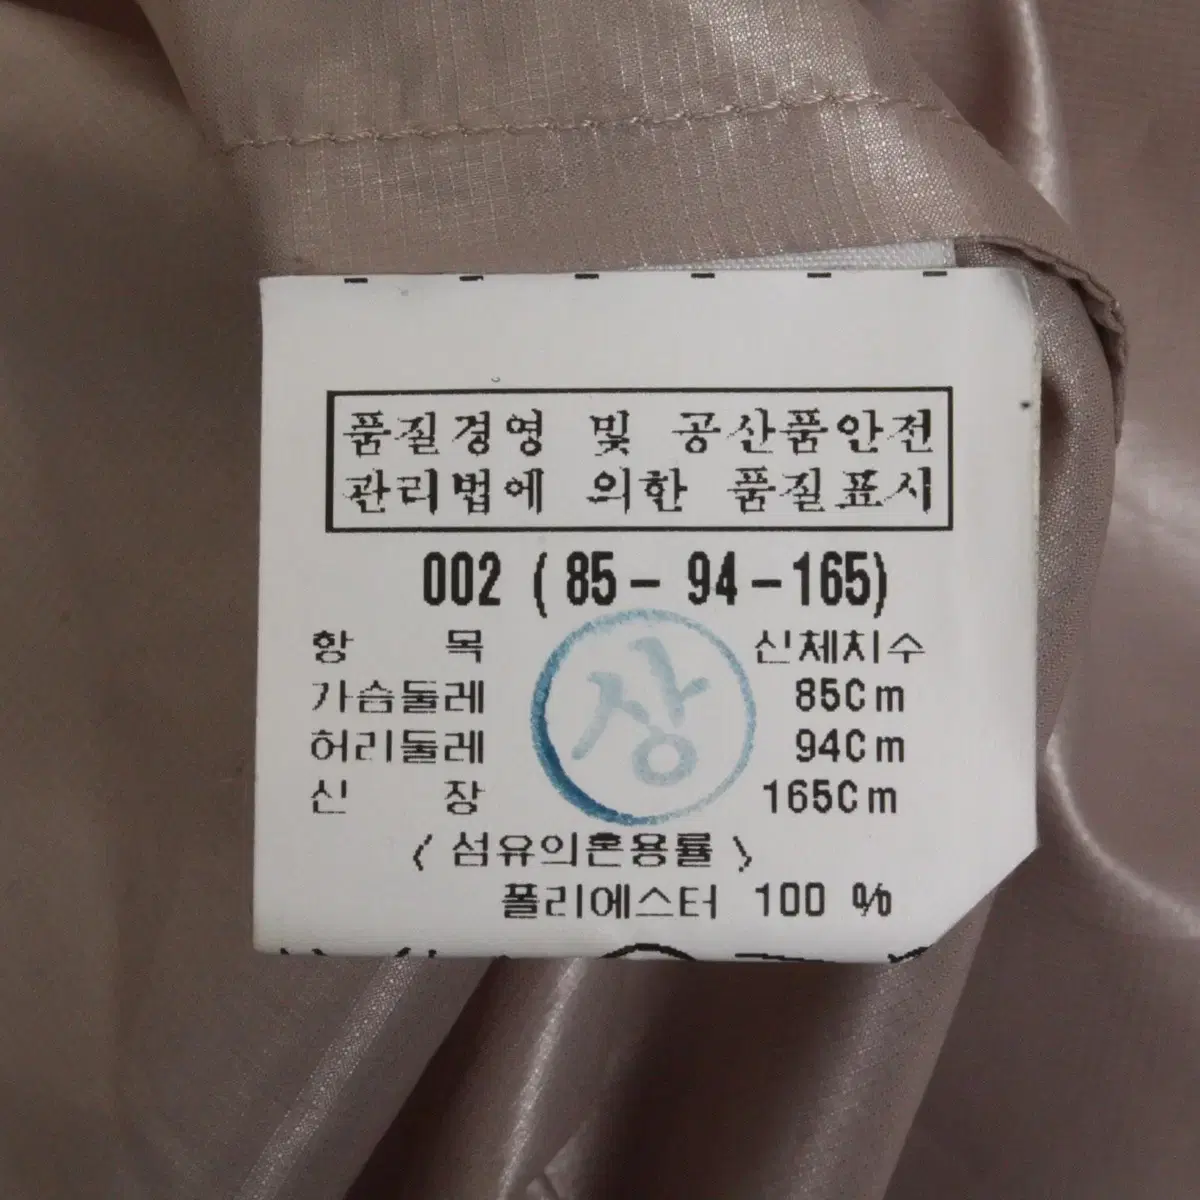 품질경영 및 공산품안전
관리법에 의한 품질표시
002 ( 85 - 94 - 165)
항 목 신체치수
가슴둘레 85Cm
허리둘레 94Cm
신 장 165Cm
상
< 섬유의혼용률 >
폴리에스터 100 %